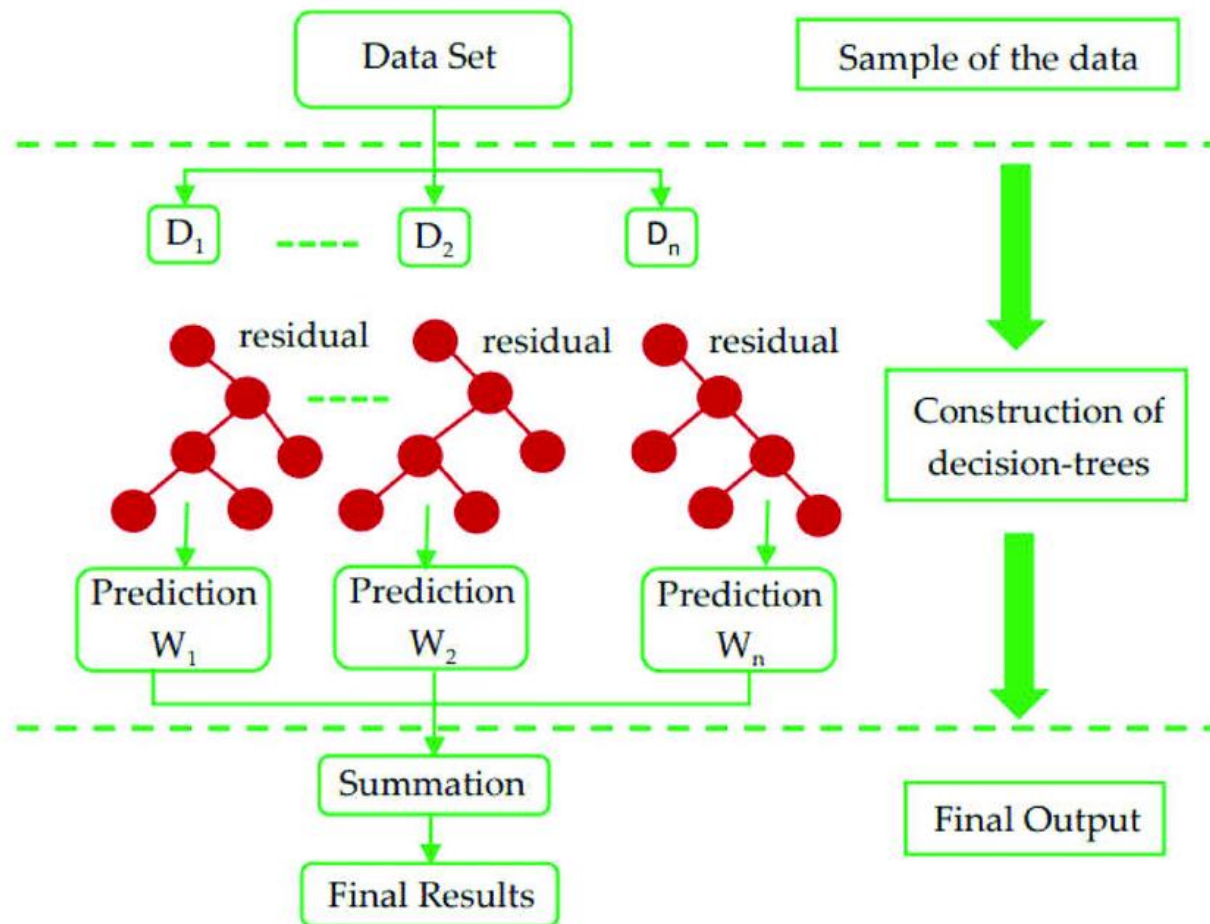 Data Set
Sample of the data
D₁
D₂
Dₙ
residual
residual
residual
Construction of
decision-trees
Prediction
W₁
Prediction
W₂
Prediction
Wₙ
Summation
Final Output
Final Results